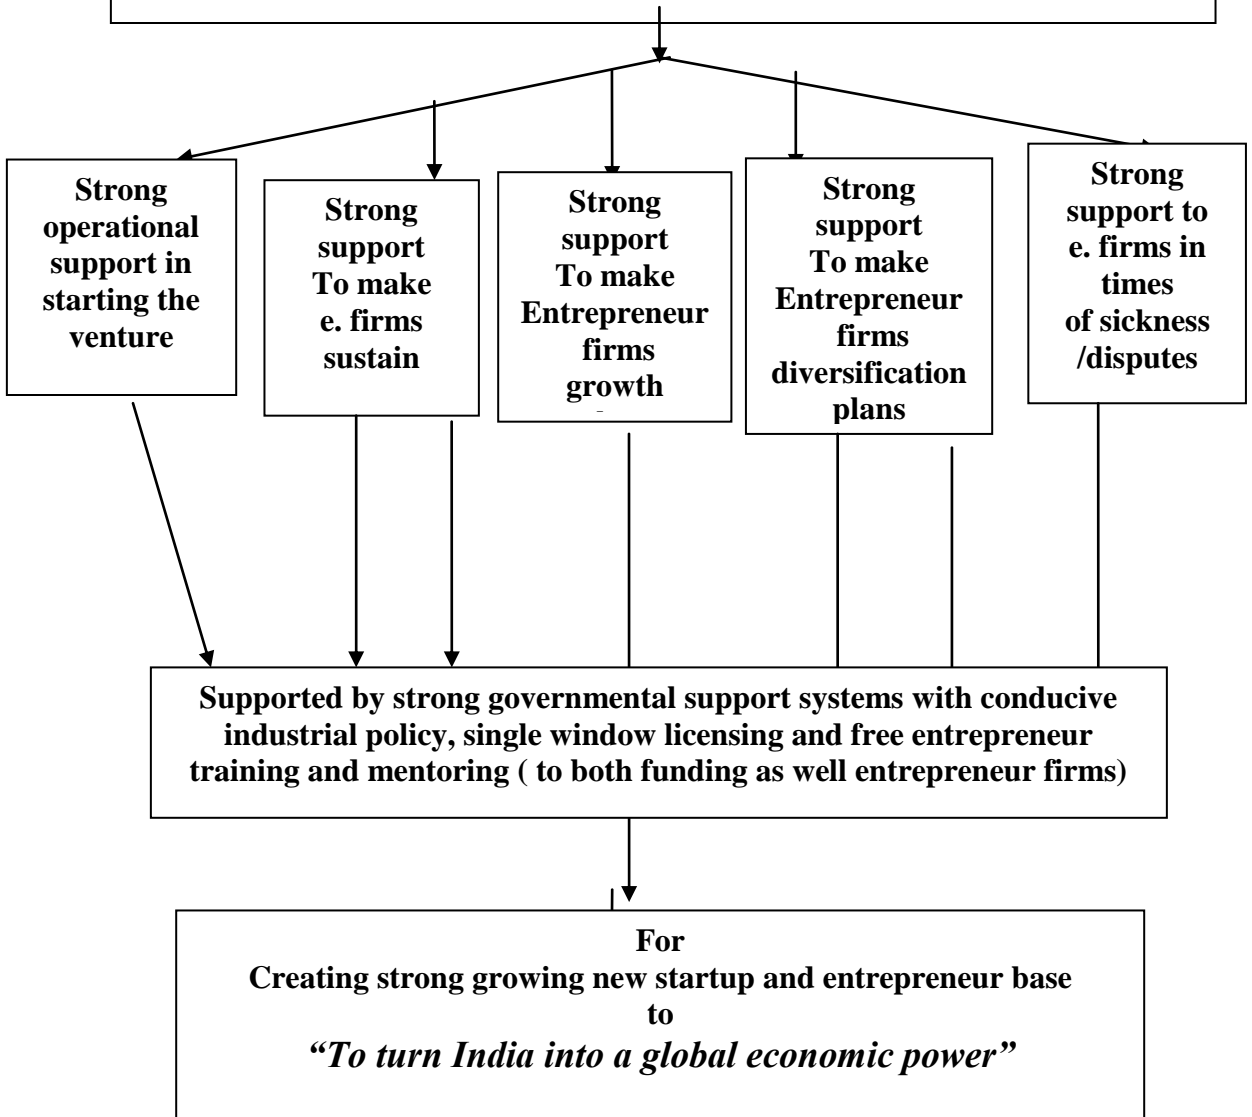 Strong
operational
support in
starting the
venture
Strong
support
To make
e. firms
sustain
Strong
support
To make
Entrepreneur
firms
growth
Strong
support
To make
Entrepreneur
firms
diversification
plans
Strong
support to
e. firms in
times
of sickness
/disputes
Supported by strong governmental support systems with conducive
industrial policy, single window licensing and free entrepreneur
training and mentoring ( to both funding as well entrepreneur firms)
For
Creating strong growing new startup and entrepreneur base
to
“To turn India into a global economic power”